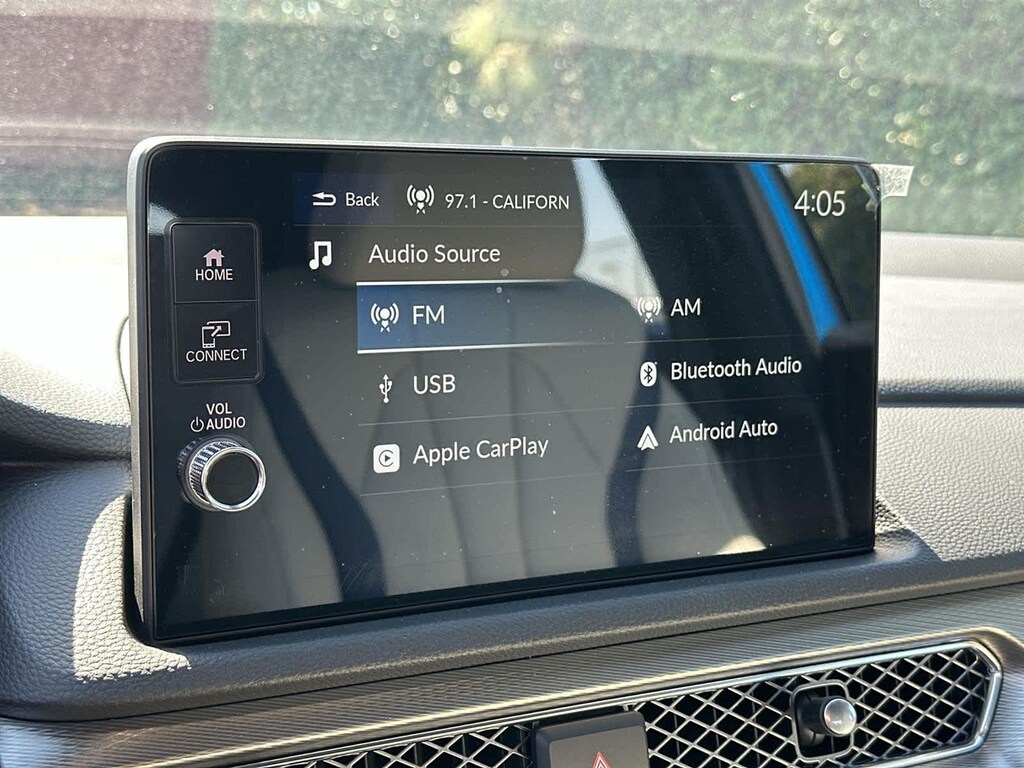 Back 97.1 - CALIFORN 4:05
Audio Source
HOME
FM AM
CONNECT
USB Bluetooth Audio
VOL
AUDIO
Apple CarPlay Android Auto